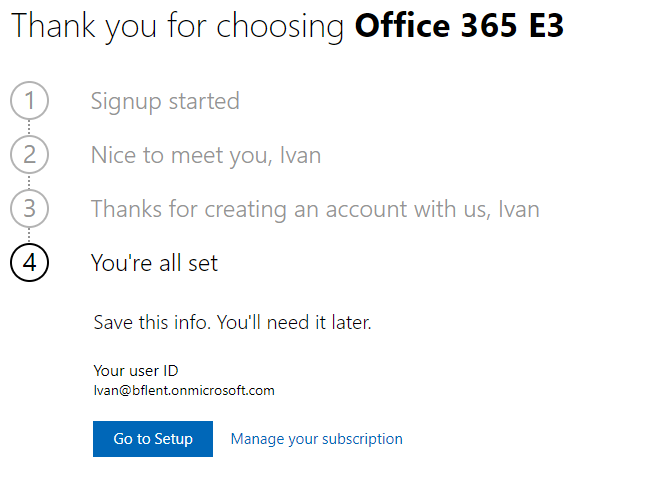 Thank you for choosing Office 365 E3
1 Signup started
2 Nice to meet you, Ivan
3 Thanks for creating an account with us, Ivan
4 You're all set
Save this info. You'll need it later.
Your user ID
Ivan@bflent.onmicrosoft.com
Go to Setup Manage your subscription